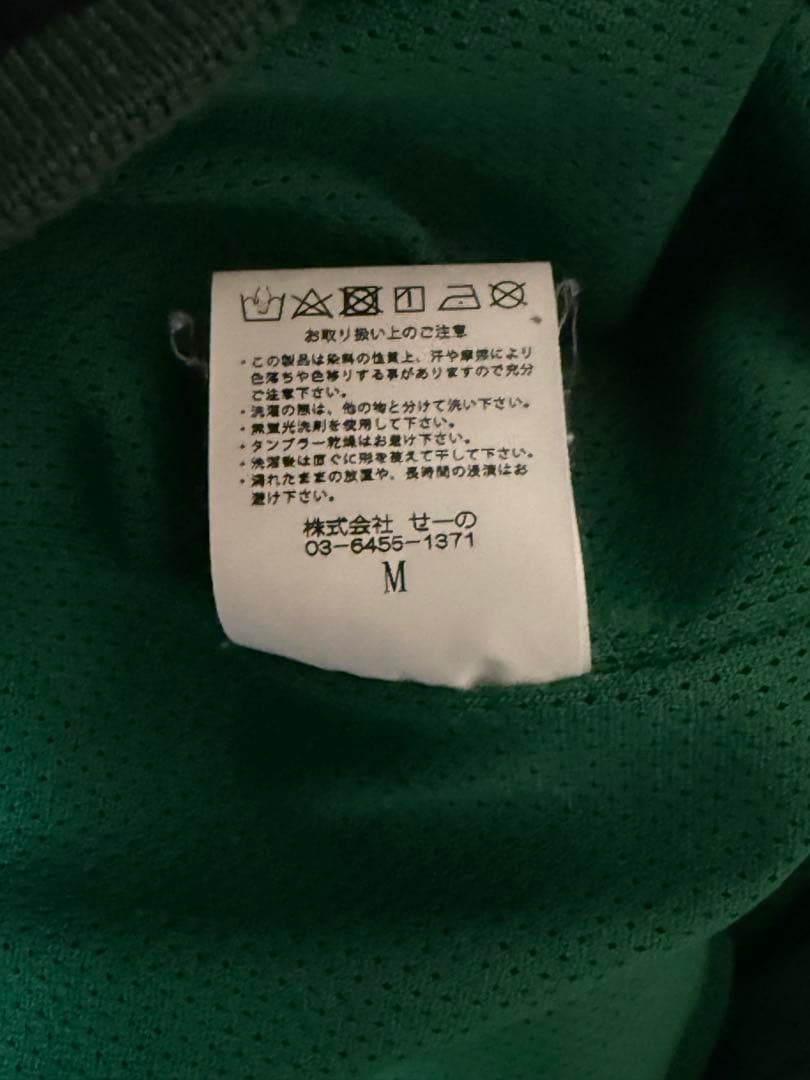 お取り扱い上のご注意
・この製品は染料の性質上、汗や摩擦により
色落ちや色移りする事がありますので充分
ご注意下さい。
・洗濯の際は、他の物と分けて洗い下さい。
・無蛍光洗剤を使用して下さい。
・タンブラー乾燥はお避け下さい。
・洗濯後は直ぐに形を整えて干して下さい。
・濡れたままの放置や、長時間の浸漬はお
避け下さい。
株式会社 せーの
03-6455-1371
M